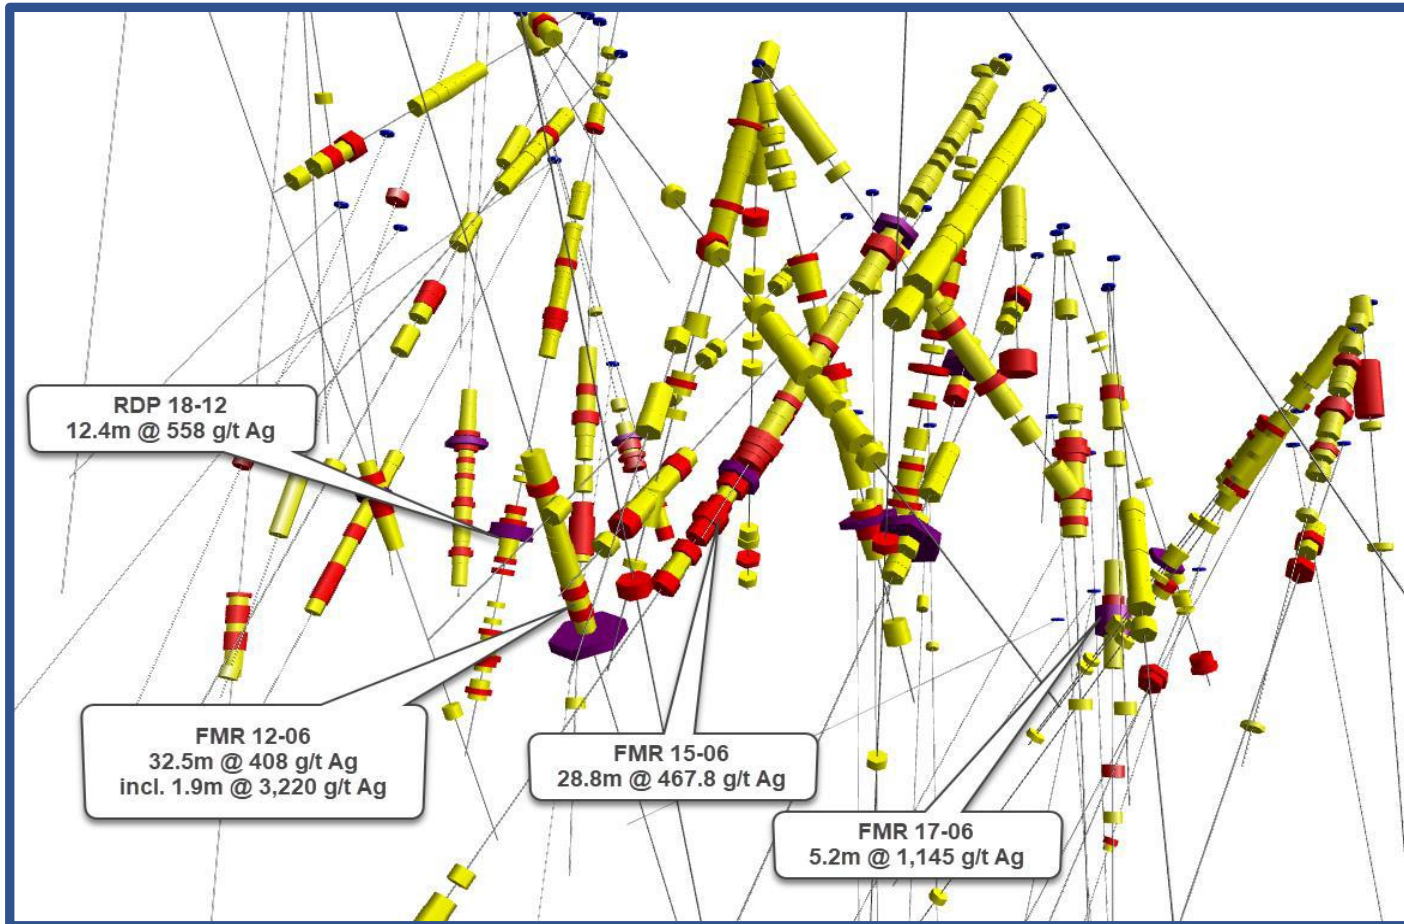 RDP 18-12
12.4m @ 558 g/t Ag
FMR 12-06
32.5m @ 408 g/t Ag
incl. 1.9m @ 3,220 g/t Ag
FMR 15-06
28.8m @ 467.8 g/t Ag
FMR 17-06
5.2m @ 1,145 g/t Ag